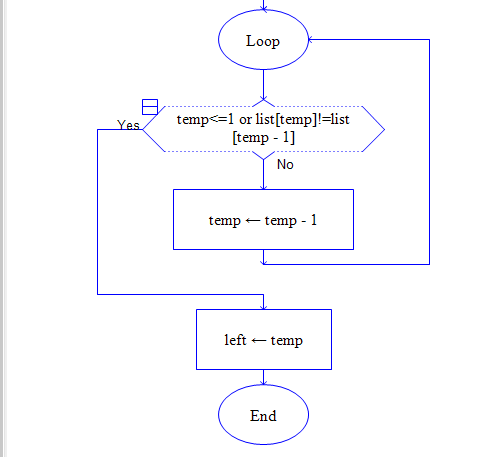 Loop
temp<=1 or list[temp]!=list
[temp - 1]
Yes
No
temp ← temp - 1
left ← temp
End